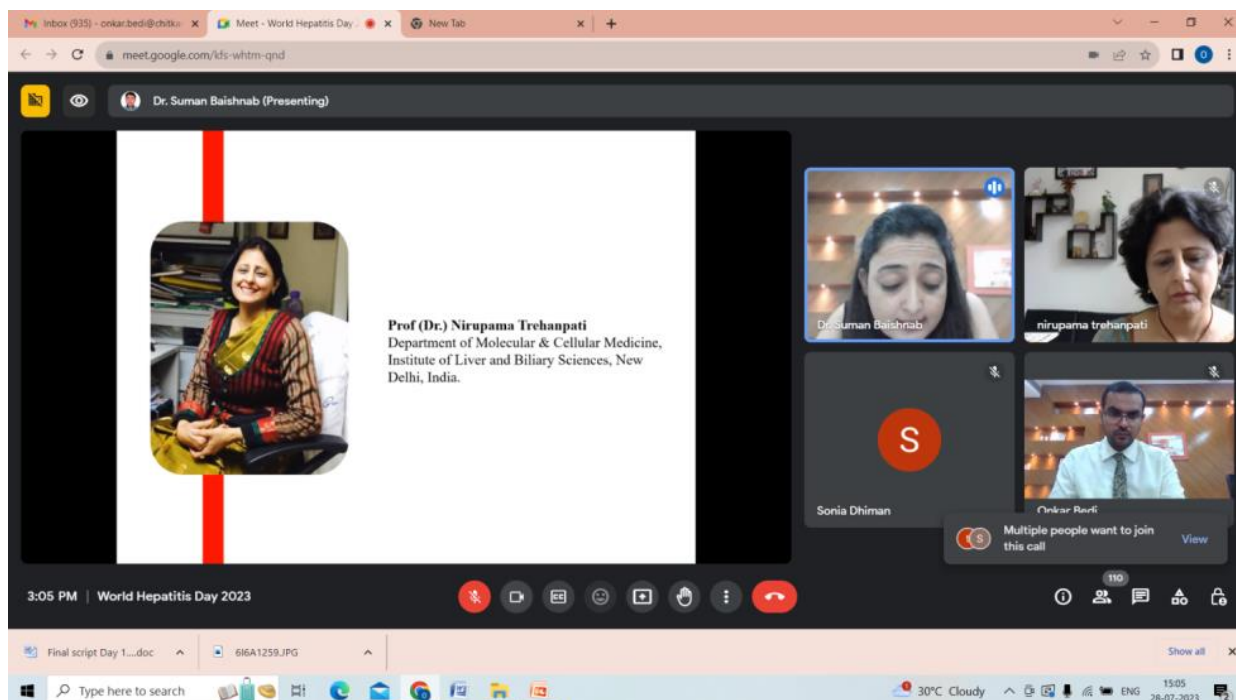 Inbox (935) - onkar.bedi@chitka
Meet - World Hepatitis Day
New Tab
meet.google.com/kfs-whtm-qnd
Dr. Suman Baishnab (Presenting)
Prof (Dr.) Nirupama Trehanpati
Department of Molecular & Cellular Medicine,
Institute of Liver and Biliary Sciences, New
Delhi, India.
Dr. Suman Baishnab
nirupama trehanpati
S
Sonia Dhiman
Onkar Bedi
S
Multiple people want to join
this call
View
3:05 PM | World Hepatitis Day 2023
110
Final script Day 1....doc
6I6A1259.JPG
Show all
Type here to search
30°C Cloudy
ENG
15:05
28-07-2023
2